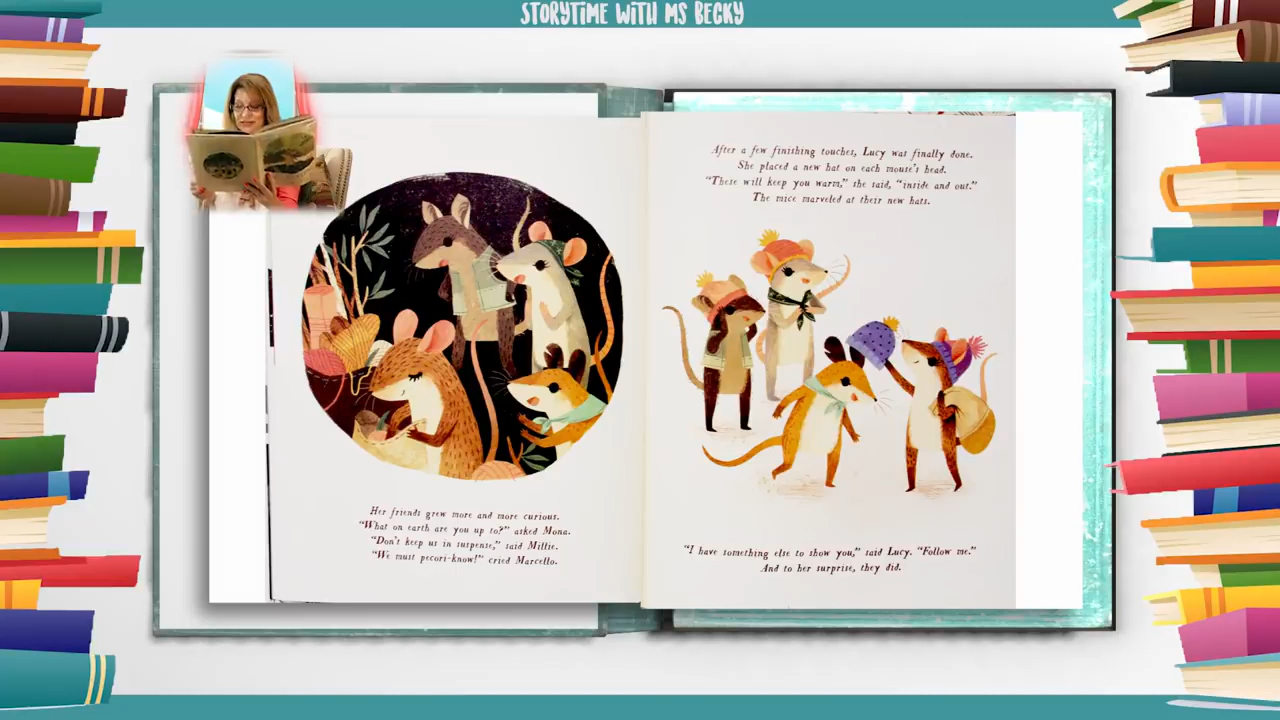 STORYTIME WITH MS BECKY
Her friends grew more and more curious.
"What on earth are you up to?" asked Mona.
"Don't keep us in suspense," said Millie.
"We must pecori-know!" cried Marcello.
After a few finishing touches, Lucy was finally done.
She placed a new hat on each mouse's head.
"These will keep you warm," she said, "inside and out."
The mice marveled at their new hats.
"I have something else to show you," said Lucy. "Follow me."
And to her surprise, they did.